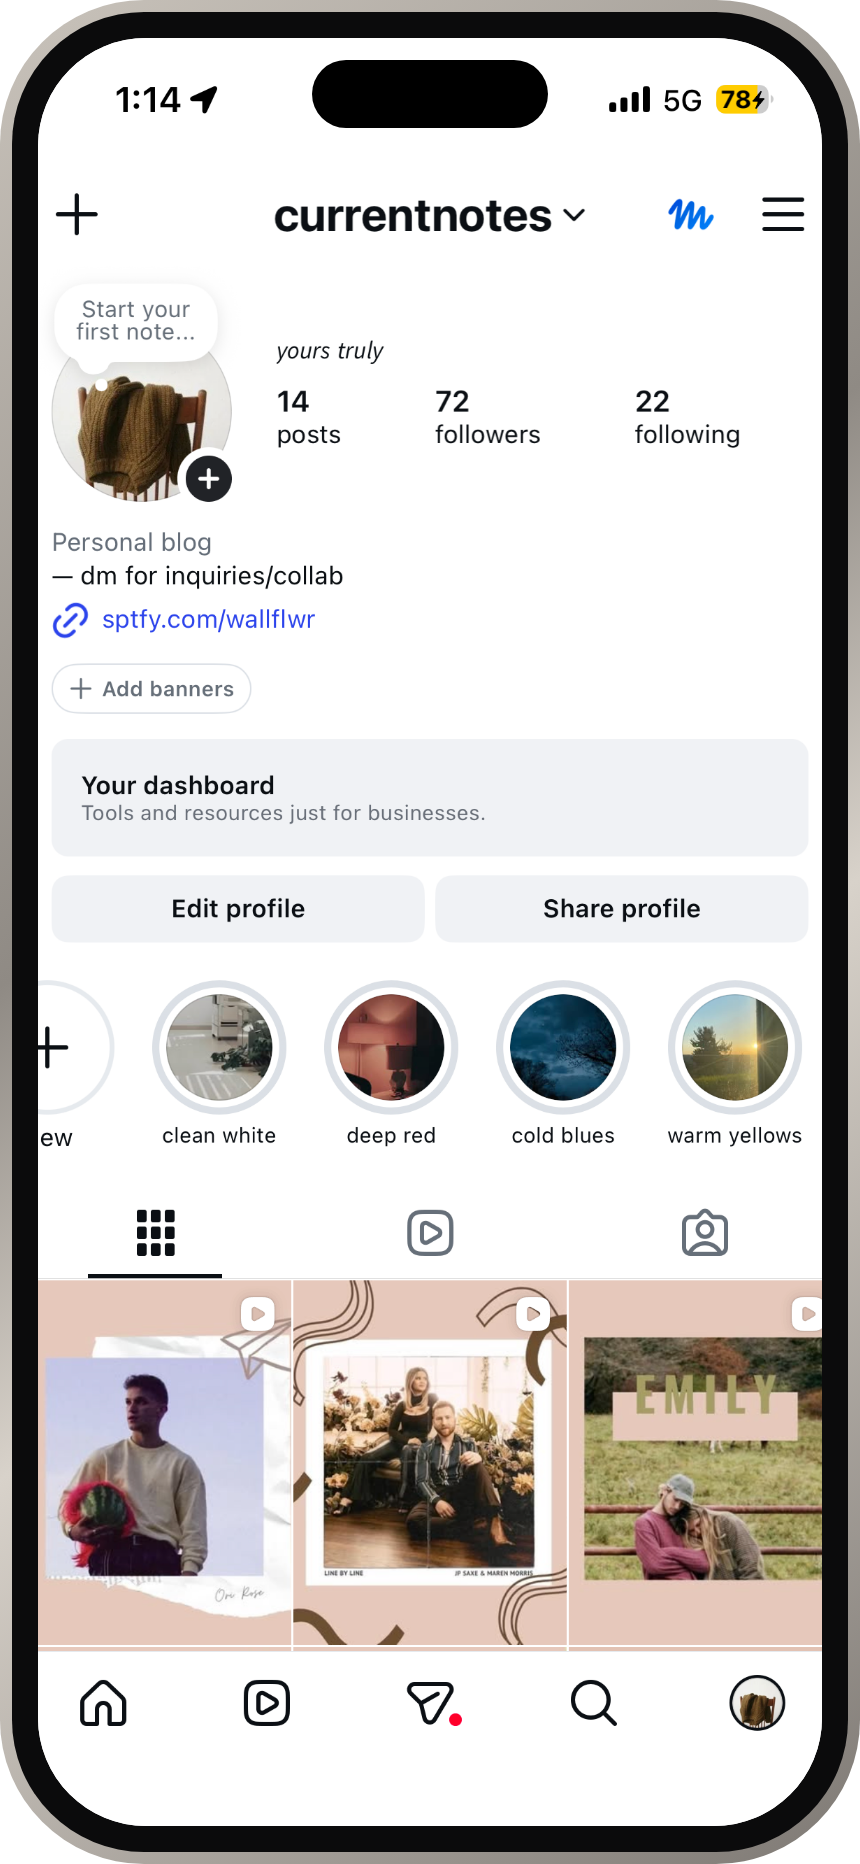 1:14
5G
78
currentnotes
Start your
first note...
yours truly
14
posts
72
followers
22
following
Personal blog
— dm for inquiries/collab
sptfy.com/wallflwr
Add banners
Your dashboard
Tools and resources just for businesses.
Edit profile
Share profile
ew
clean white
deep red
cold blues
warm yellows
Ori Rose
LINE BY LINE
JP SAXE & MAREN MORRIS
EMILY